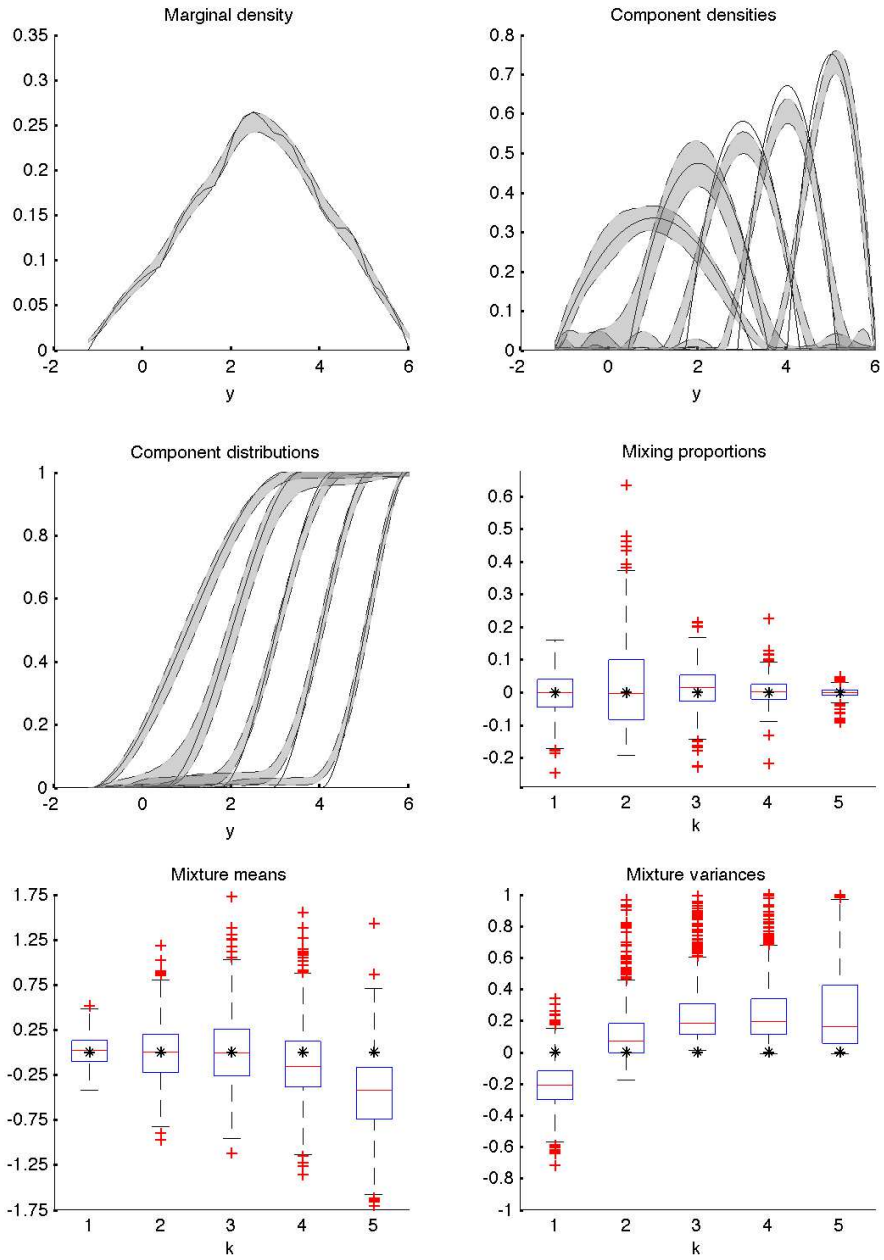 Marginal density
0.35
0.3
0.25
0.2
0.15
0.1
0.05
0
-2 0 2 4 6
y
Component densities
0.8
0.7
0.6
0.5
0.4
0.3
0.2
0.1
0
-2 0 2 4 6
y
Component distributions
1
0.8
0.6
0.4
0.2
0
-2 0 2 4 6
y
Mixing proportions
0.6
0.5
0.4
0.3
0.2
0.1
0
-0.1
-0.2
1 2 3 4 5
k
Mixture means
1.75
1.25
0.75
0.25
-0.25
-0.75
-1.25
-1.75
1 2 3 4 5
k
Mixture variances
1
0.8
0.6
0.4
0.2
0
-0.2
-0.4
-0.6
-0.8
-1
1 2 3 4 5
k